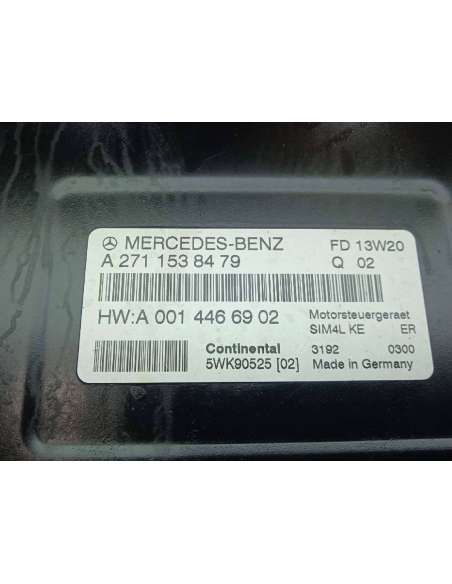 MERCEDES-BENZ FD 13W20
A 271 153 84 79 Q 02
HW:A 001 446 69 02 Motorsteuergeraet
SIM4L KE ER
Continental 3192 0300
5WK90525 [02] Made in Germany